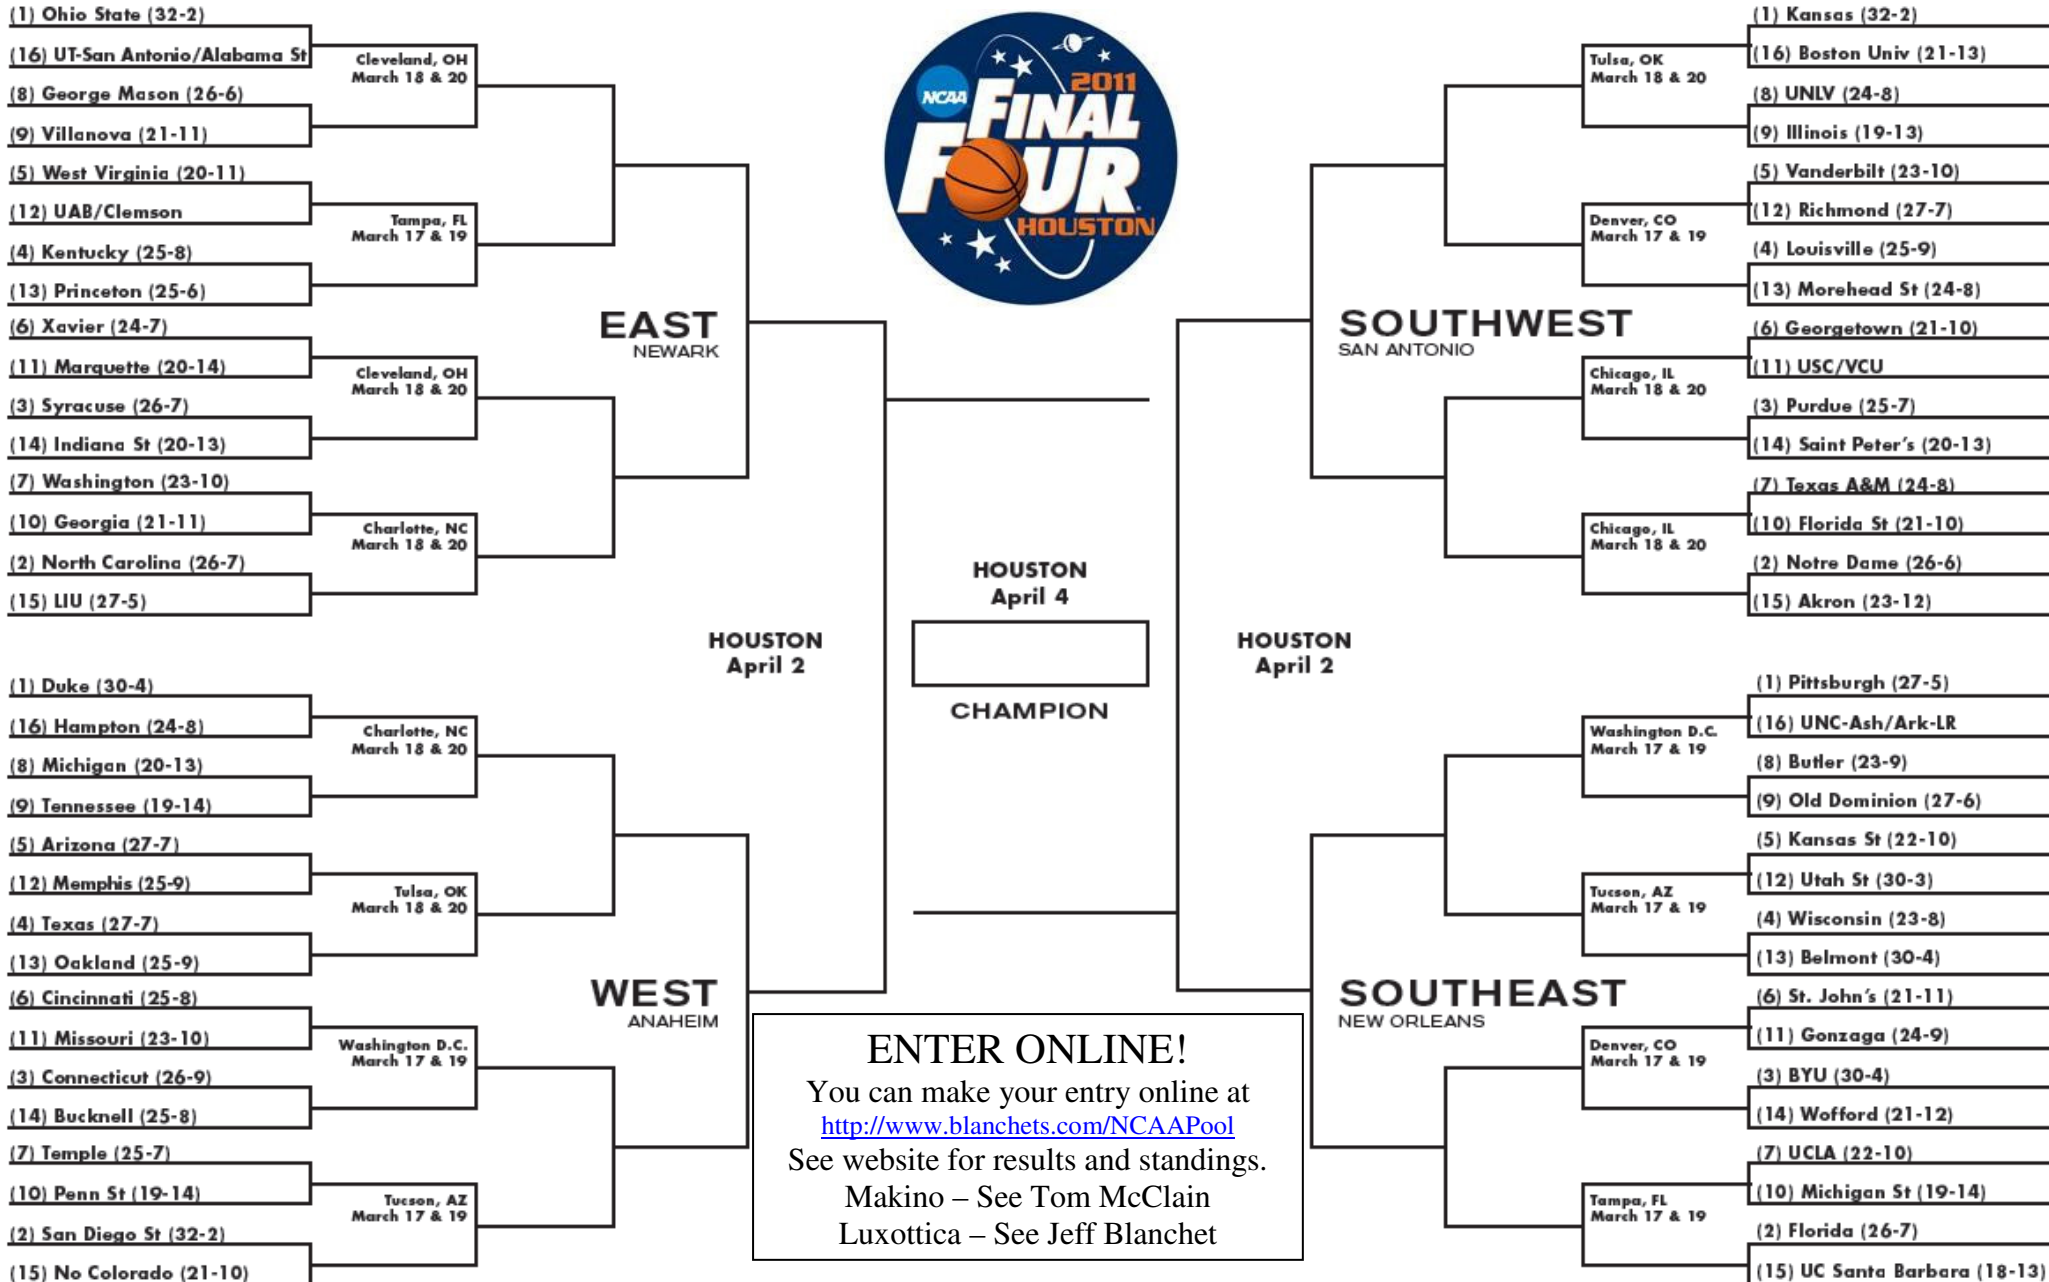 (1) Ohio State (32-2)
(16) UT-San Antonio/Alabama St
Cleveland, OH
March 18 & 20
(8) George Mason (26-6)
(9) Villanova (21-11)
(5) West Virginia (20-11)
(12) UAB/Clemson
Tampa, FL
March 17 & 19
(4) Kentucky (25-8)
(13) Princeton (25-6)
(6) Xavier (24-7)
(11) Marquette (20-14)
Cleveland, OH
March 18 & 20
(3) Syracuse (26-7)
(14) Indiana St (20-13)
(7) Washington (23-10)
(10) Georgia (21-11)
Charlotte, NC
March 18 & 20
(2) North Carolina (26-7)
(15) LIU (27-5)
EAST
NEWARK
(1) Duke (30-4)
(16) Hampton (24-8)
Charlotte, NC
March 18 & 20
(8) Michigan (20-13)
(9) Tennessee (19-14)
(5) Arizona (27-7)
(12) Memphis (25-9)
Tulsa, OK
March 18 & 20
(4) Texas (27-7)
(13) Oakland (25-9)
(6) Cincinnati (25-8)
(11) Missouri (23-10)
Washington D.C.
March 17 & 19
(3) Connecticut (26-9)
(14) Bucknell (25-8)
(7) Temple (25-7)
(10) Penn St (19-14)
Tucson, AZ
March 17 & 19
(2) San Diego St (32-2)
(15) No Colorado (21-10)
WEST
ANAHEIM
HOUSTON
April 2
NCAA
2011
FINAL
FOUR
HOUSTON
HOUSTON
April 4
CHAMPION
HOUSTON
April 2
ENTER ONLINE!
You can make your entry online at
http://www.blanchets.com/NCAAPool
See website for results and standings.
Makino – See Tom McClain
Luxottica – See Jeff Blanchet
(1) Kansas (32-2)
(16) Boston Univ (21-13)
Tulsa, OK
March 18 & 20
(8) UNLV (24-8)
(9) Illinois (19-13)
(5) Vanderbilt (23-10)
(12) Richmond (27-7)
Denver, CO
March 17 & 19
(4) Louisville (25-9)
(13) Morehead St (24-8)
SOUTHWEST
SAN ANTONIO
(6) Georgetown (21-10)
(11) USC/VCU
Chicago, IL
March 18 & 20
(3) Purdue (25-7)
(14) Saint Peter's (20-13)
(7) Texas A&M (24-8)
(10) Florida St (21-10)
Chicago, IL
March 18 & 20
(2) Notre Dame (26-6)
(15) Akron (23-12)
(1) Pittsburgh (27-5)
(16) UNC-Ash/Ark-LR
Washington D.C.
March 17 & 19
(8) Butler (23-9)
(9) Old Dominion (27-6)
(5) Kansas St (22-10)
(12) Utah St (30-3)
Tucson, AZ
March 17 & 19
(4) Wisconsin (23-8)
(13) Belmont (30-4)
SOUTHEAST
NEW ORLEANS
(6) St. John's (21-11)
(11) Gonzaga (24-9)
Denver, CO
March 17 & 19
(3) BYU (30-4)
(14) Wofford (21-12)
(7) UCLA (22-10)
(10) Michigan St (19-14)
Tampa, FL
March 17 & 19
(2) Florida (26-7)
(15) UC Santa Barbara (18-13)